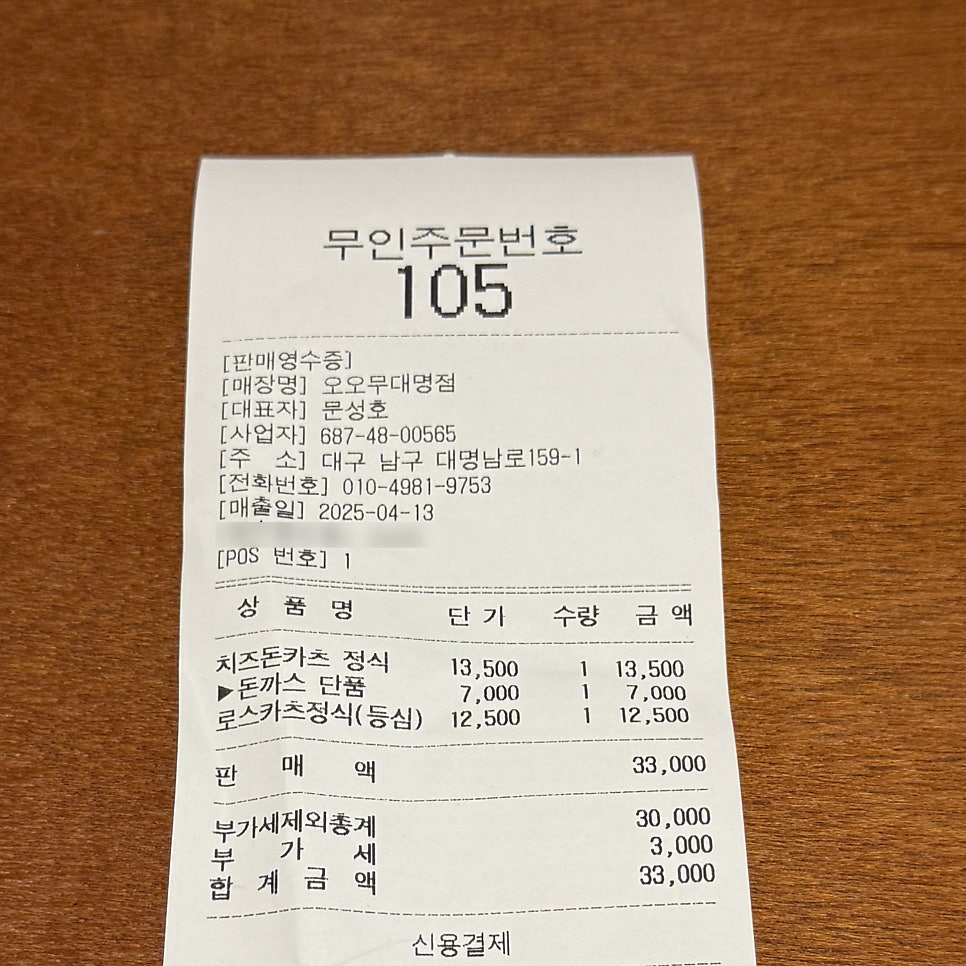 무인주문번호
105
[판매영수증]
[매장명] 오오무대명점
[대표자] 문성호
[사업자] 687-48-00565
[주 소] 대구 남구 대명남로159-1
[전화번호] 010-4981-9753
[매출일] 2025-04-13
[POS 번호] 1
상 품 명 단 가 수량 금 액
치즈돈카츠 정식 13,500 1 13,500
▶돈까스 단품 7,000 1 7,000
로스카츠정식(등심) 12,500 1 12,500
판 매 액 33,000
부가세제외총계 30,000
부 가 세 3,000
합 계 금 액 33,000
신용결제